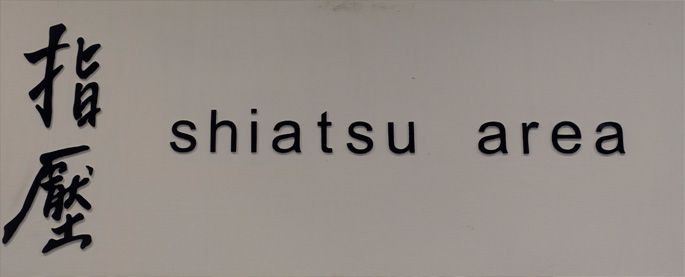 指壓
shiatsu area